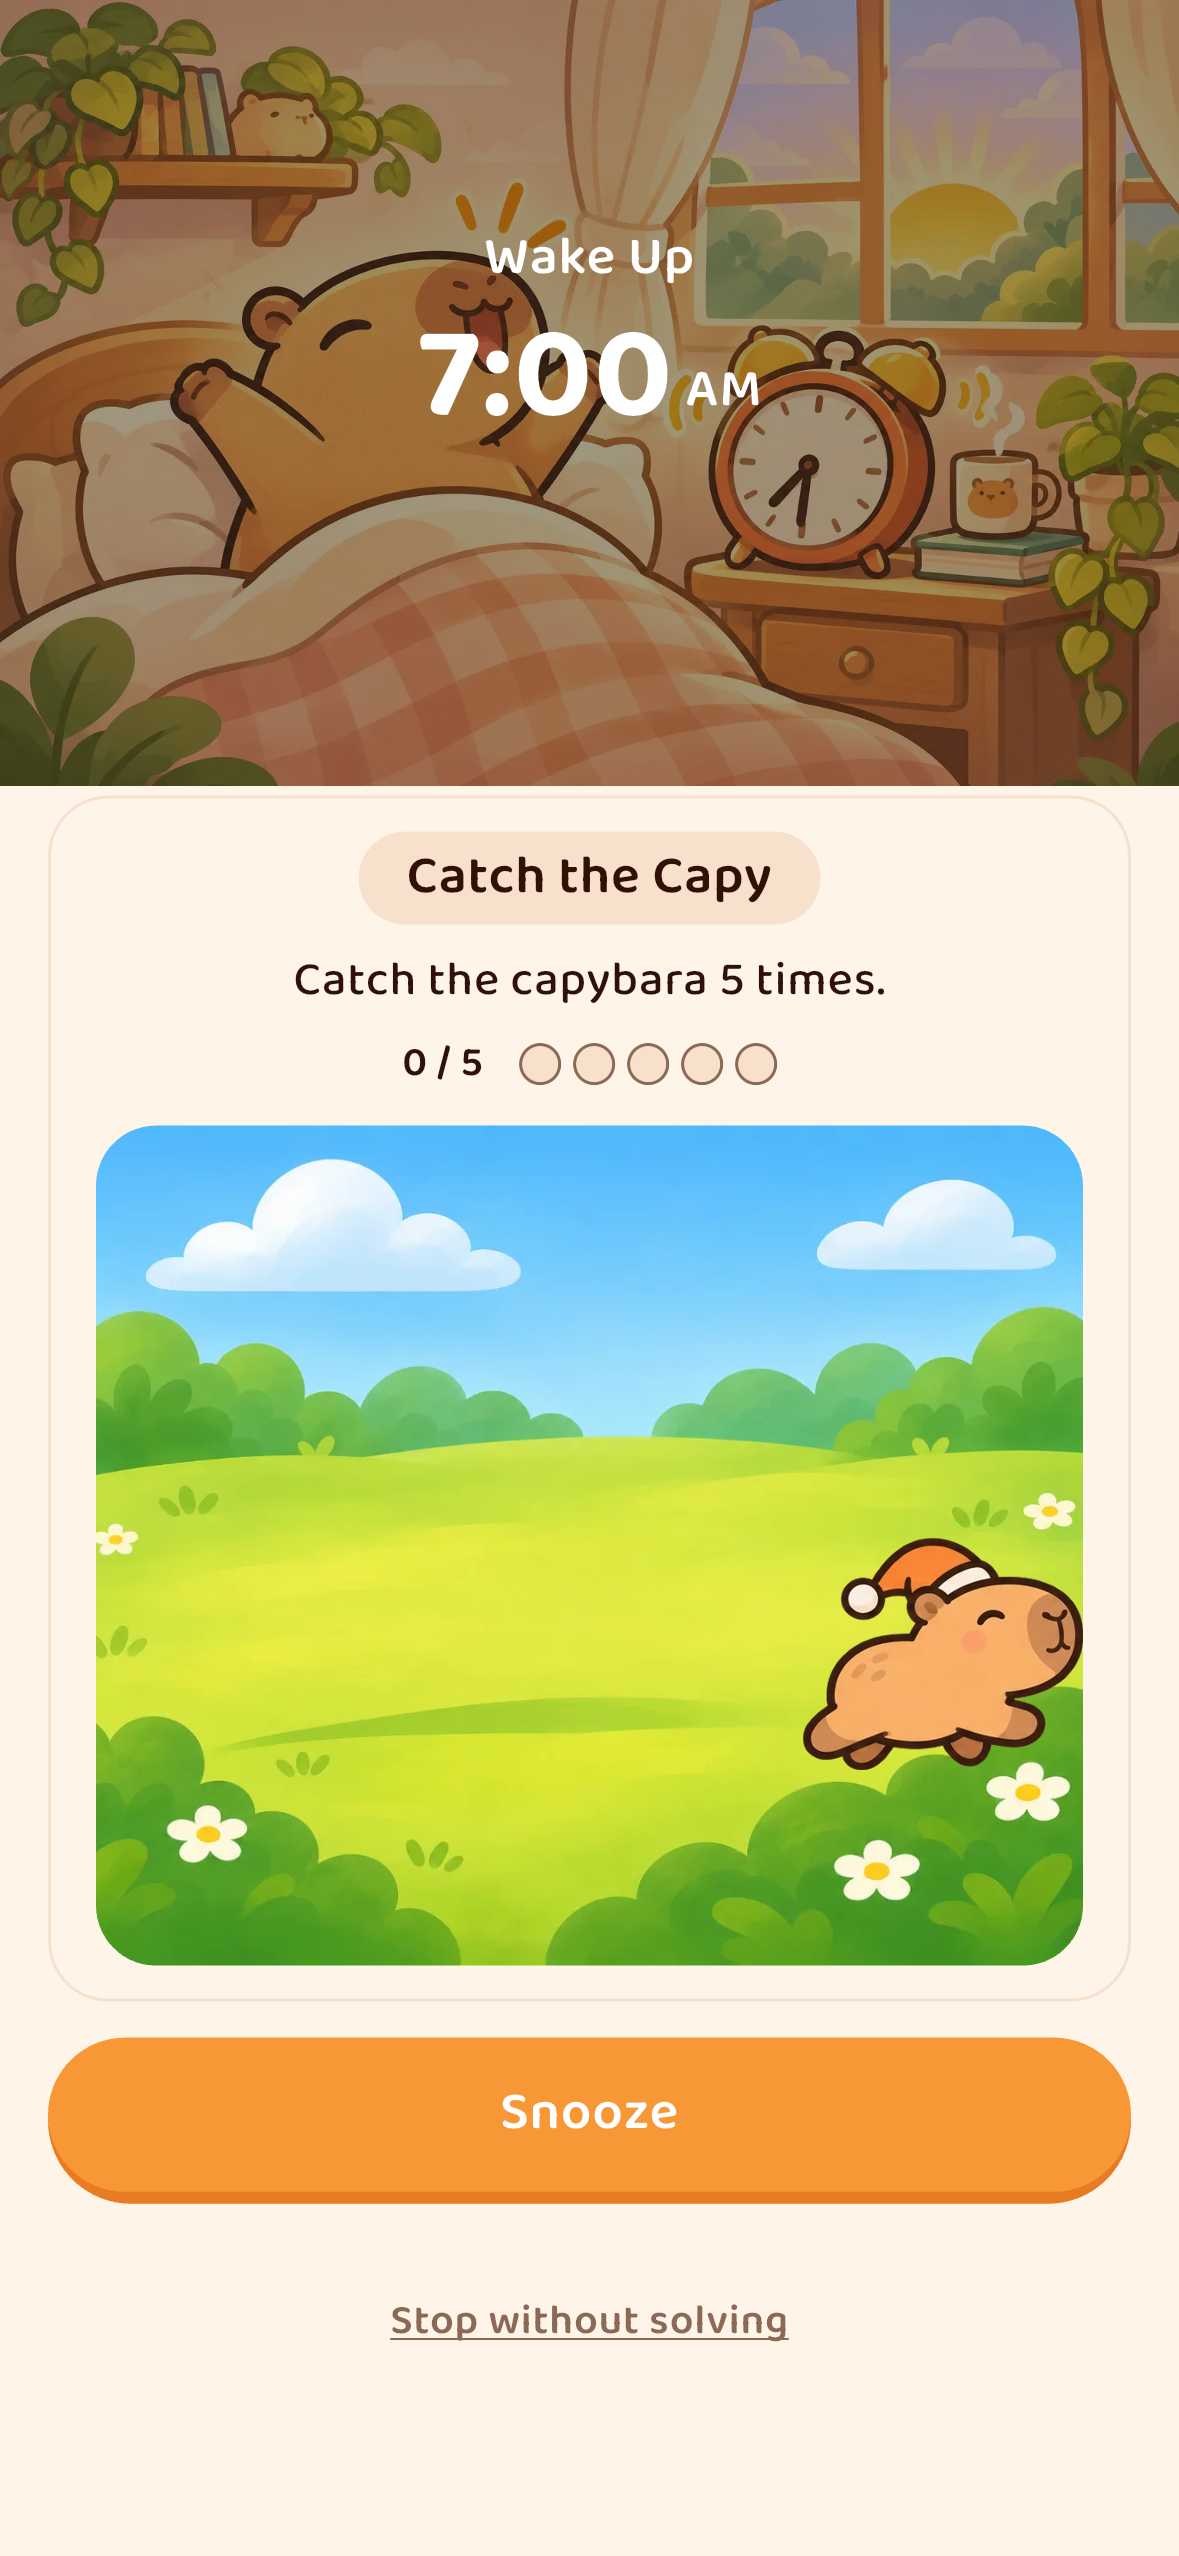 Wake Up
7:00 AM
Catch the Capy
Catch the capybara 5 times.
0 / 5
Snooze
Stop without solving